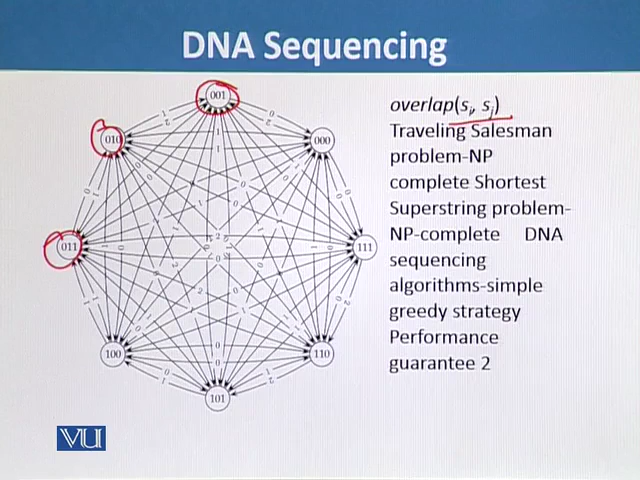 DNA Sequencing
overlap(si, sj)
Traveling Salesman
problem-NP
complete Shortest
Superstring problem-
NP-complete DNA
sequencing
algorithms-simple
greedy strategy
Performance
guarantee 2
001
010
000
011
111
100
110
101
VU